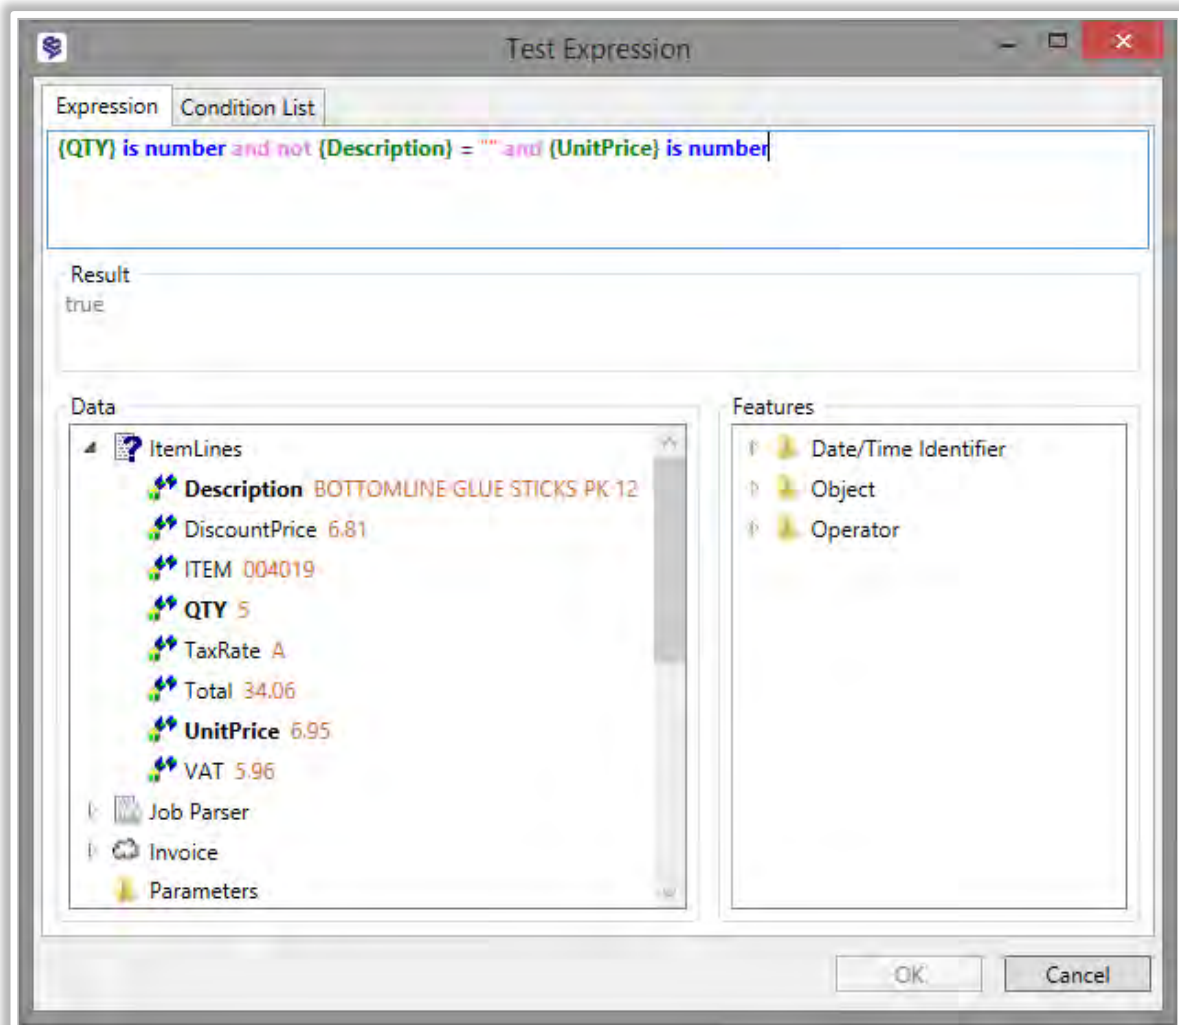 Test Expression
Expression Condition List
{QTY} is number and not {Description} = "" and {UnitPrice} is number
Result
true
Data
ItemLines
Description BOTTOMLINE GLUE STICKS PK 12
DiscountPrice 6.81
ITEM 004019
QTY 5
TaxRate A
Total 34.06
UnitPrice 6.95
VAT 5.96
Job Parser
Invoice
Parameters
Features
Date/Time Identifier
Object
Operator
OK Cancel